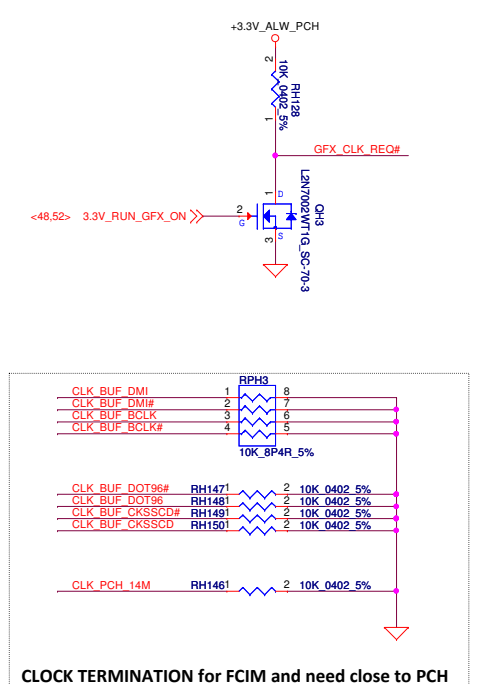 +3.3V_ALW_PCH
2
RH128
10K_0402_5%
1
GFX_CLK_REQ#
1
D
QH3
L2N7002WT1G_SC-70-3
<48,52> 3.3V_RUN_GFX_ON
2
G
S
3
RPH3
CLK_BUF_DMI 1 8
CLK_BUF_DMI# 2 7
CLK_BUF_BCLK 3 6
CLK_BUF_BCLK# 4 5
10K_8P4R_5%
CLK_BUF_DOT96# RH147 1 2 10K_0402_5%
CLK_BUF_DOT96 RH148 1 2 10K_0402_5%
CLK_BUF_CKSSCD# RH149 1 2 10K_0402_5%
CLK_BUF_CKSSCD RH150 1 2 10K_0402_5%
CLK_PCH_14M RH146 1 2 10K_0402_5%
CLOCK TERMINATION for FCIM and need close to PCH